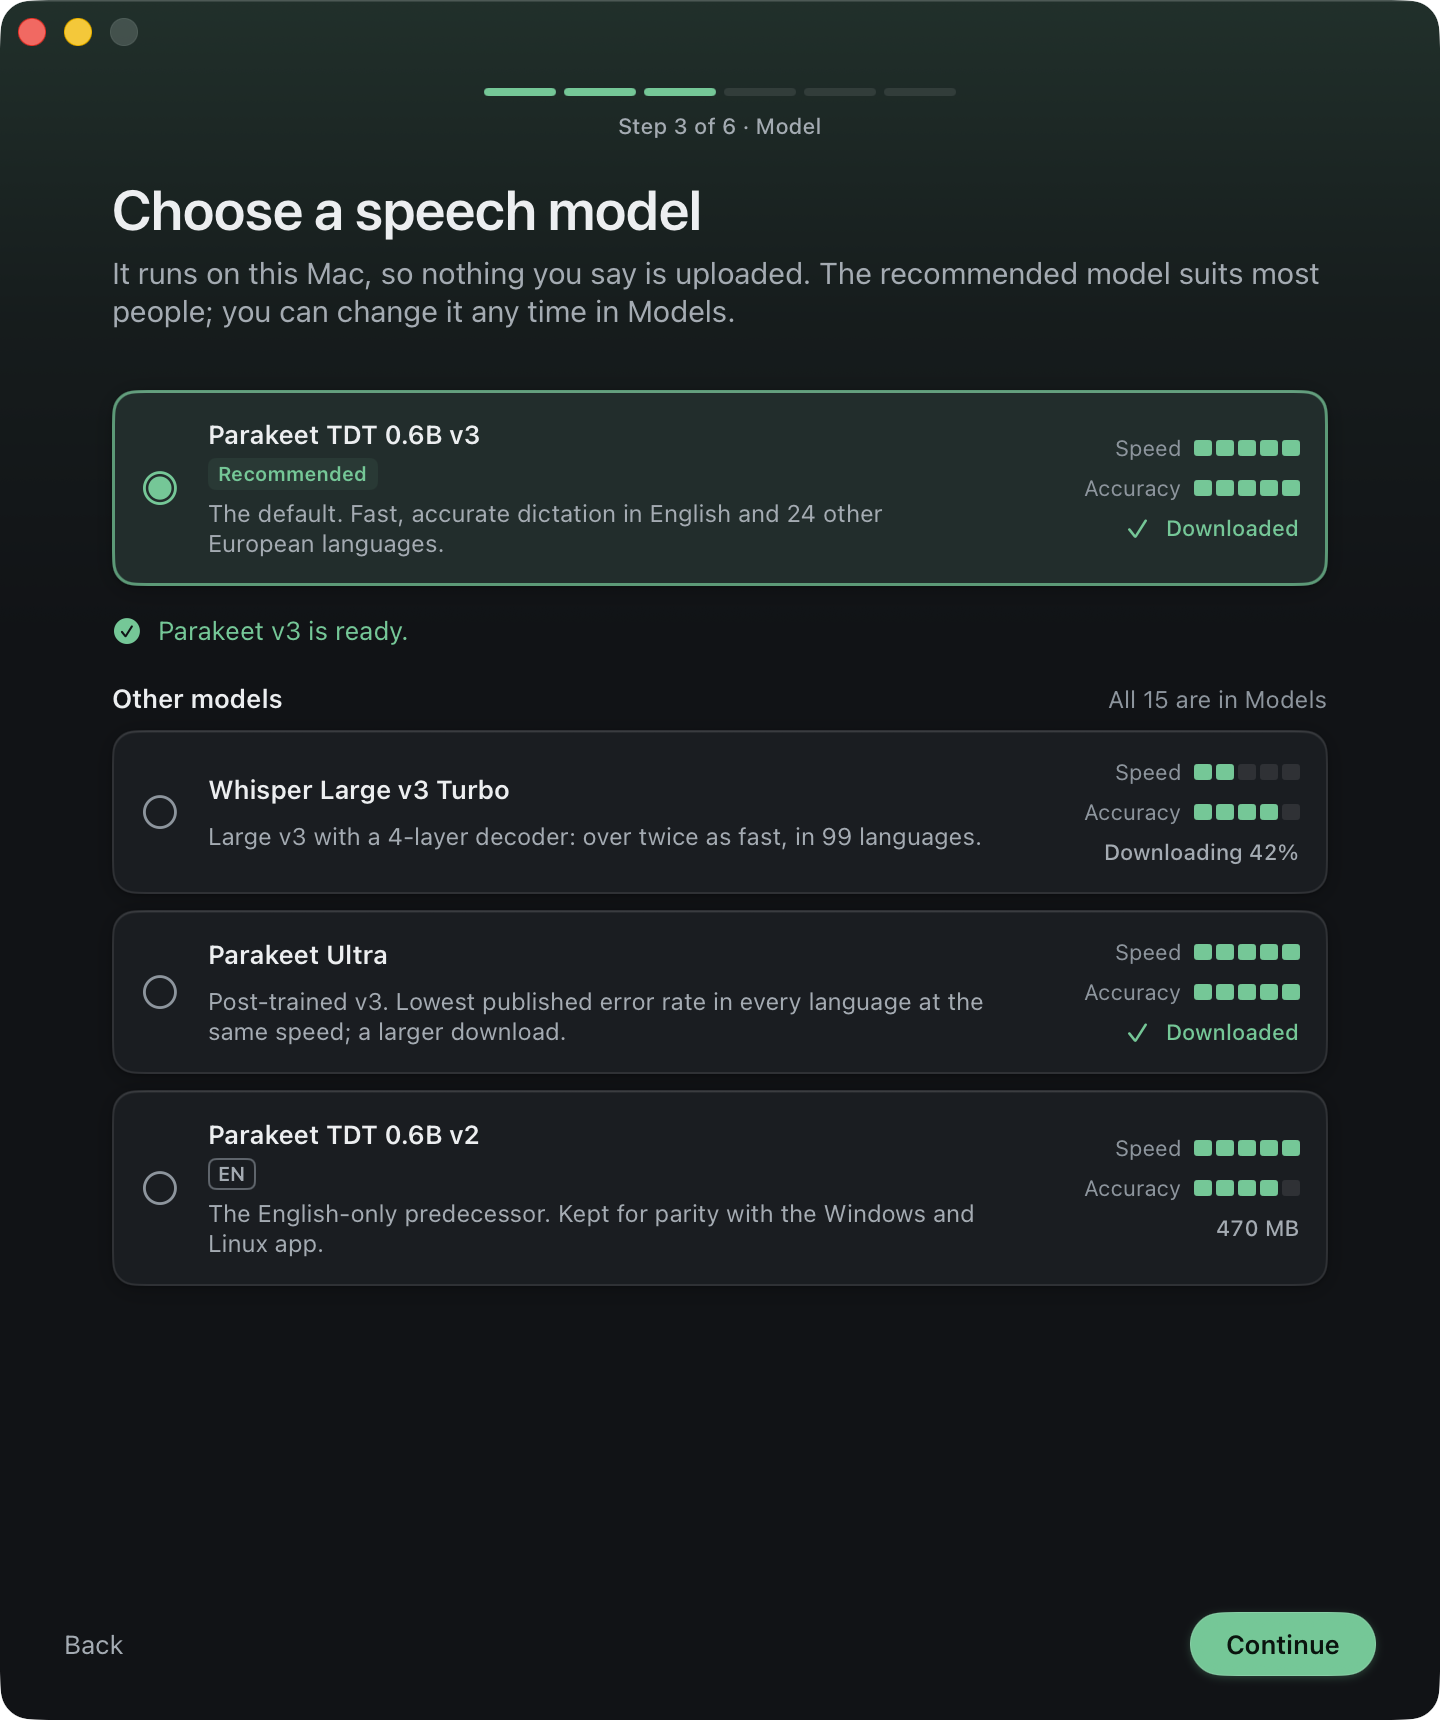 Step 3 of 6 · Model
Choose a speech model
It runs on this Mac, so nothing you say is uploaded. The recommended model suits most
people; you can change it any time in Models.
Parakeet TDT 0.6B v3
Recommended
The default. Fast, accurate dictation in English and 24 other
European languages.
Speed
Accuracy
Downloaded
Parakeet v3 is ready.
Other models
All 15 are in Models
Whisper Large v3 Turbo
Large v3 with a 4-layer decoder: over twice as fast, in 99 languages.
Speed
Accuracy
Downloading 42%
Parakeet Ultra
Post-trained v3. Lowest published error rate in every language at the
same speed; a larger download.
Speed
Accuracy
Downloaded
Parakeet TDT 0.6B v2
EN
The English-only predecessor. Kept for parity with the Windows and
Linux app.
Speed
Accuracy
470 MB
Back
Continue